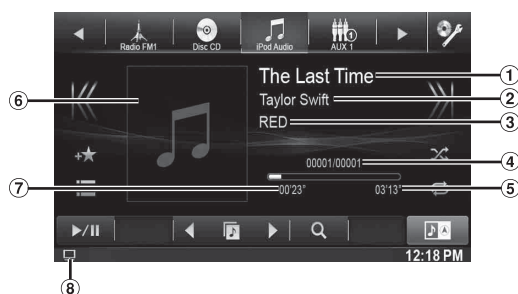 Radio FM1 Disc CD iPod Audio AUX 1
The Last Time 1
Taylor Swift 2
6
RED 3
00001/00001 4
7 00'23" 03'13" 5
12:18 PM
8